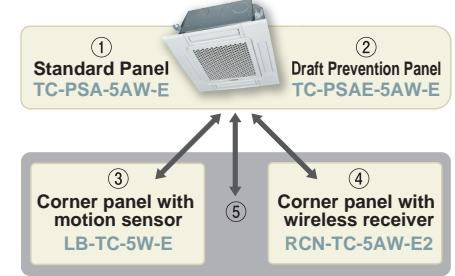 ①
Standard Panel
TC-PSA-5AW-E
②
Draft Prevention Panel
TC-PSAE-5AW-E
③
Corner panel with
motion sensor
LB-TC-5W-E
④
Corner panel with
wireless receiver
RCN-TC-5AW-E2
⑤